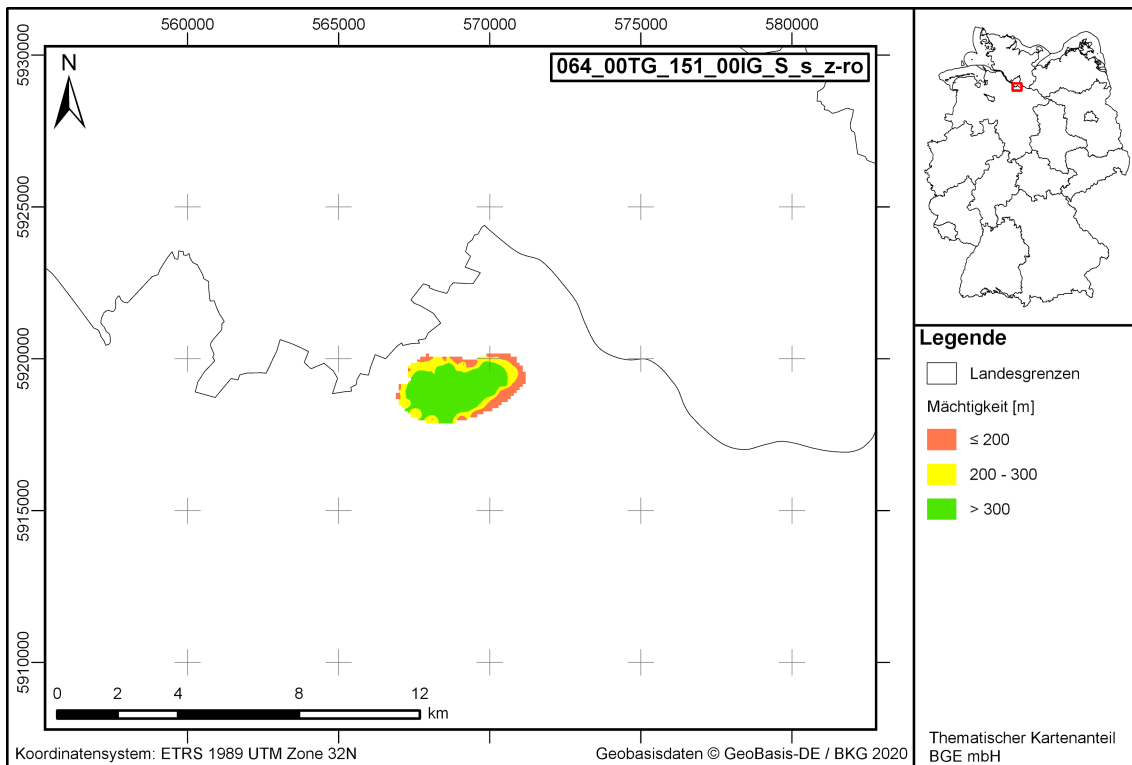 560000 565000 570000 575000 580000
5930000
5925000
5920000
5915000
5910000
N
064_00TG_151_00IG_S_s_z-ro
0 2 4 8 12
km
Koordinatensystem: ETRS 1989 UTM Zone 32N
Geobasisdaten © GeoBasis-DE / BKG 2020
Legende
Landesgrenzen
Mächtigkeit [m]
≤ 200
200 - 300
> 300
Thematischer Kartenanteil
BGE mbH